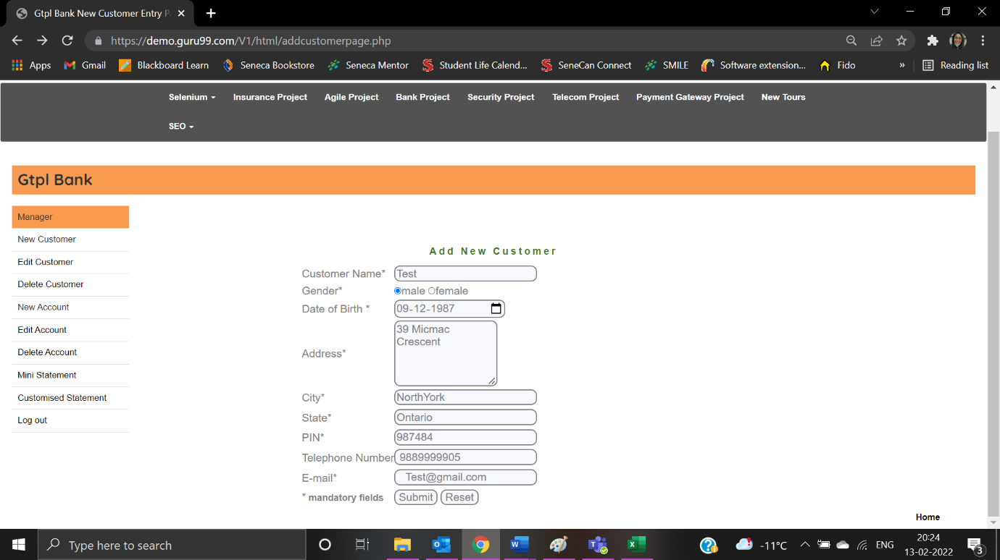 Gtpl Bank New Customer Entry P
https://demo.guru99.com/V1/html/addcustomerpage.php
Apps Gmail Blackboard Learn Seneca Bookstore Seneca Mentor Student Life Calend... SeneCan Connect SMILE Software extension... Fido » Reading list
Selenium Insurance Project Agile Project Bank Project Security Project Telecom Project Payment Gateway Project New Tours
SEO
Gtpl Bank
Manager
New Customer
Edit Customer
Delete Customer
New Account
Edit Account
Delete Account
Mini Statement
Customised Statement
Log out
Add New Customer
Customer Name* Test
Gender* male female
Date of Birth * 09-12-1987
Address* 39 Micmac
Crescent
City* NorthYork
State* Ontario
PIN* 987484
Telephone Number 9889999905
E-mail* Test@gmail.com
* mandatory fields Submit Reset
Home
Type here to search
-11°C ENG
20:24
13-02-2022
3